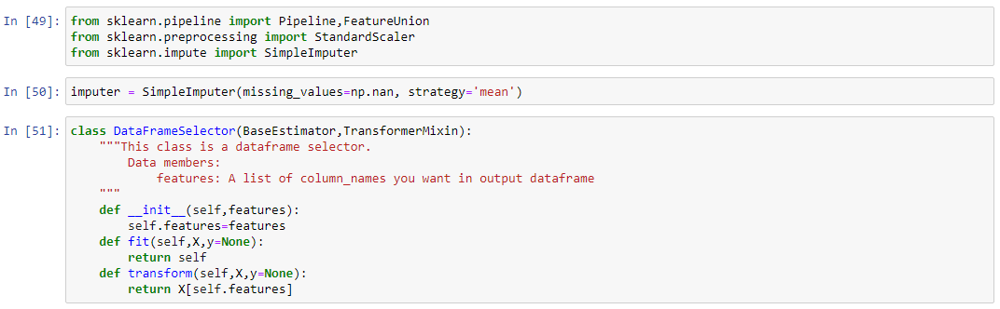 In [49]: from sklearn.pipeline import Pipeline,FeatureUnion
from sklearn.preprocessing import StandardScaler
from sklearn.impute import SimpleImputer
In [50]: imputer = SimpleImputer(missing_values=np.nan, strategy='mean')
In [51]: class DataFrameSelector(BaseEstimator,TransformerMixin):
    """This class is a dataframe selector.
        Data members:
            features: A list of column_names you want in output dataframe
    """
    def __init__(self,features):
        self.features=features
    def fit(self,X,y=None):
        return self
    def transform(self,X,y=None):
        return X[self.features]